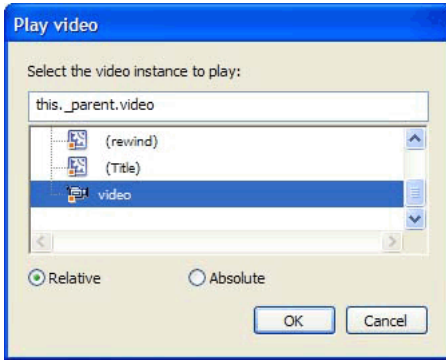 Play video
Select the video instance to play:
this._parent.video
(rewind)
(Title)
video
Relative Absolute
OK Cancel